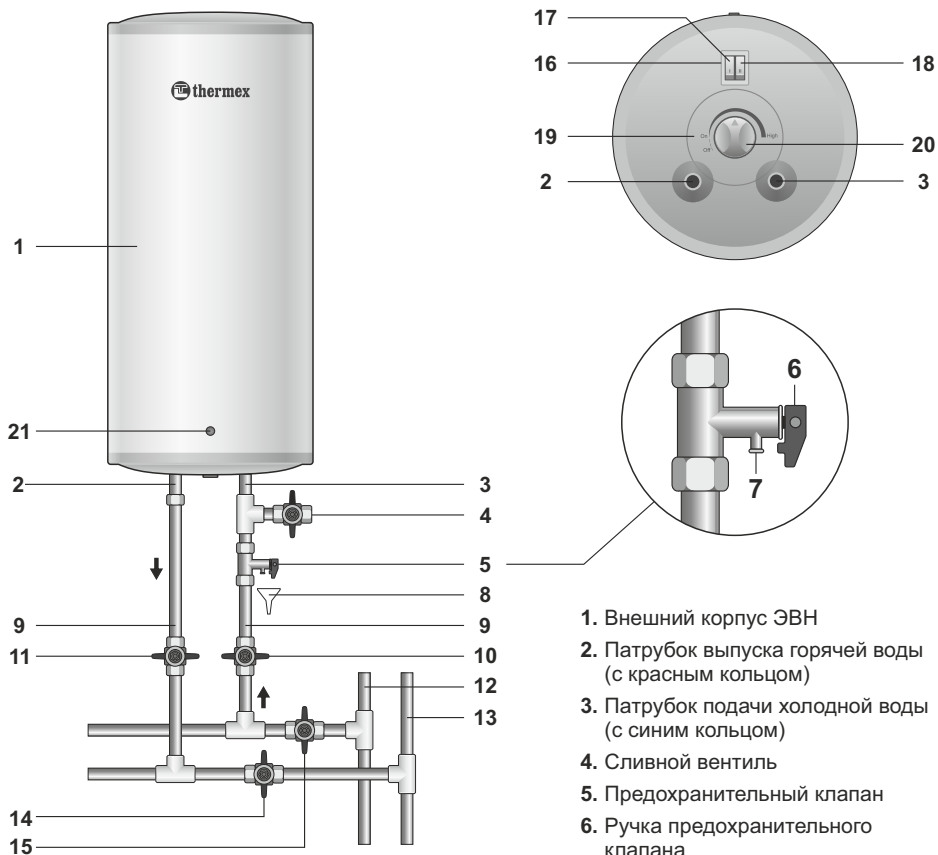 thermex
1
21
2
3
4
5
8
9
9
11
10
12
13
14
15
17
16
18
19
On
High
Off
20
2
3
6
7
1. Внешний корпус ЭВН
2. Патрубок выпуска горячей воды
(с красным кольцом)
3. Патрубок подачи холодной воды
(с синим кольцом)
4. Сливной вентиль
5. Предохранительный клапан
6. Ручка предохранительного
клапана